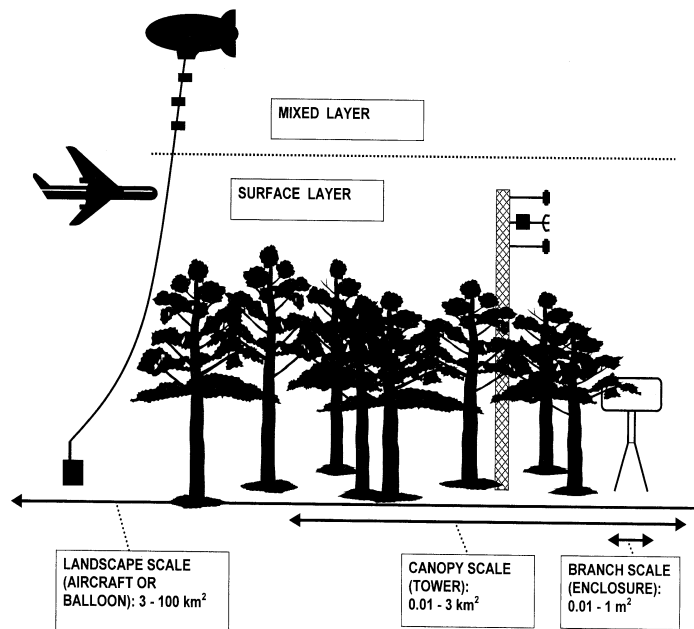 MIXED LAYER
SURFACE LAYER
LANDSCAPE SCALE
(AIRCRAFT OR
BALLOON): 3 - 100 km²
CANOPY SCALE
(TOWER):
0.01 - 3 km²
BRANCH SCALE
(ENCLOSURE):
0.01 - 1 m²